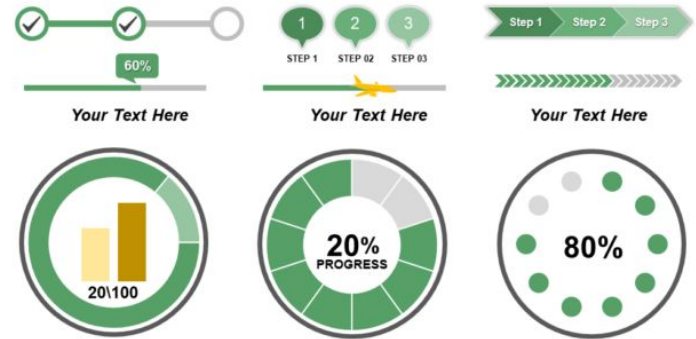 1 2 3
STEP 1 STEP 02 STEP 03
Step 1 Step 2 Step 3
60%
Your Text Here
Your Text Here
Your Text Here
20\100
20%
PROGRESS
80%